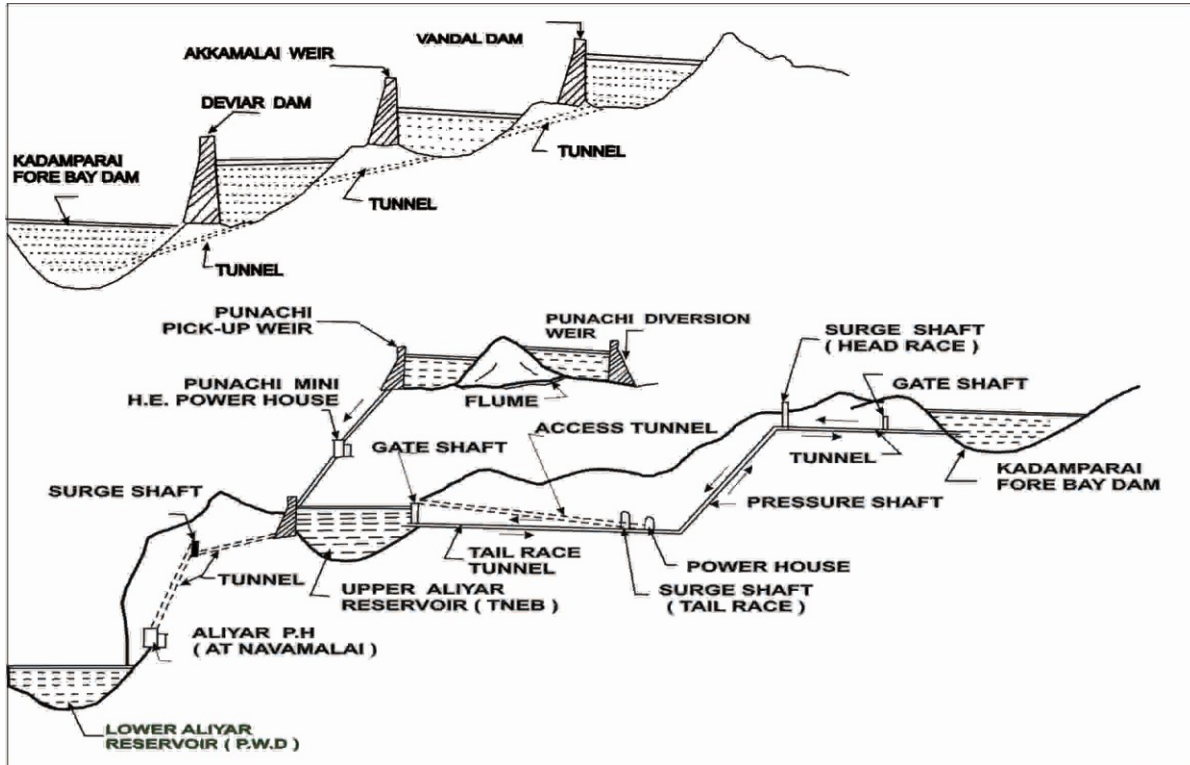 VANDAL DAM
AKKAMALAI WEIR
DEVIAR DAM
KADAMPARAI
FORE BAY DAM
TUNNEL
TUNNEL
TUNNEL
PUNACHI
PICK-UP WEIR
PUNACHI DIVERSION
WEIR
SURGE SHAFT
( HEAD RACE )
PUNACHI MINI
H.E. POWER HOUSE
FLUME
GATE SHAFT
ACCESS TUNNEL
GATE SHAFT
TUNNEL
KADAMPARAI
FORE BAY DAM
SURGE SHAFT
PRESSURE SHAFT
TUNNEL
TAIL RACE
TUNNEL
POWER HOUSE
UPPER ALIYAR
RESERVOIR ( TNEB )
SURGE SHAFT
( TAIL RACE )
ALIYAR P.H
( AT NAVAMALAI )
LOWER ALIYAR
RESERVOIR ( P.W.D )